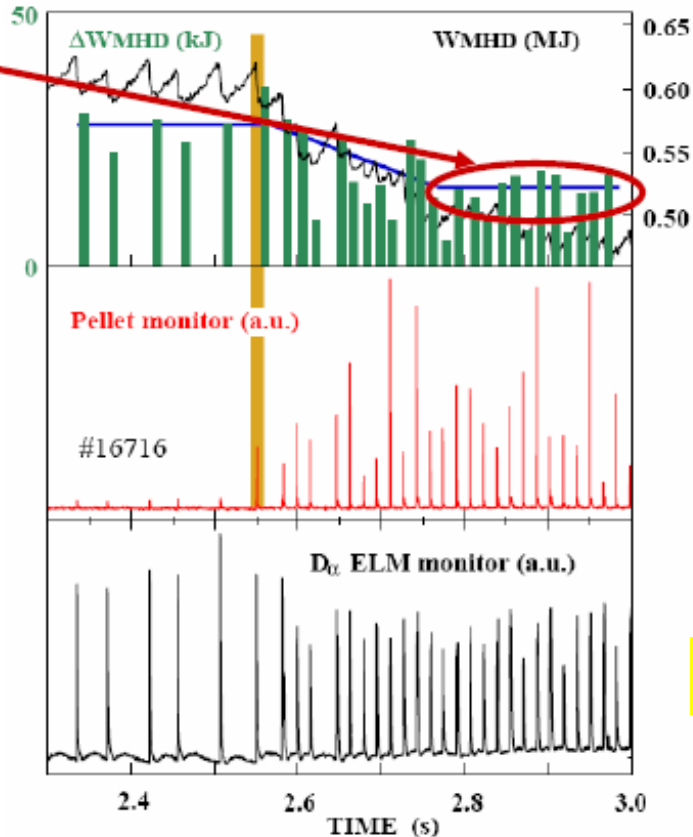 50
ΔWMHD (kJ)
WMHD (MJ)
0.65
0.60
0.55
0.50
0
Pellet monitor (a.u.)
#16716
Dα ELM monitor (a.u.)
2.4
2.6
2.8
3.0
TIME (s)